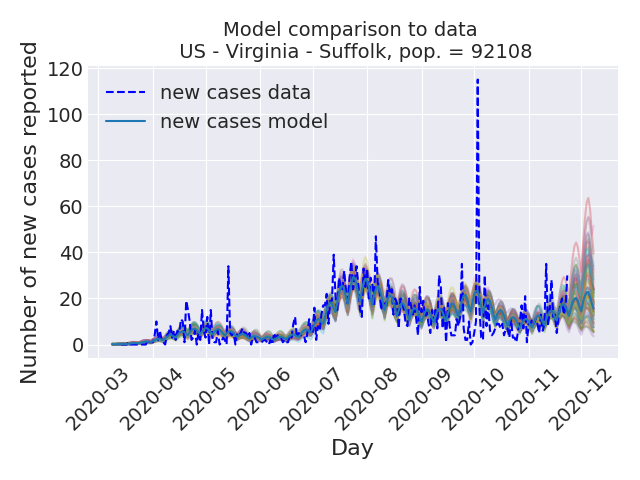 Model comparison to data
US - Virginia - Suffolk, pop. = 92108
Number of new cases reported
120
100
80
60
40
20
0
new cases data
new cases model
2020-03
2020-04
2020-05
2020-06
2020-07
2020-08
2020-09
2020-10
2020-11
2020-12
Day